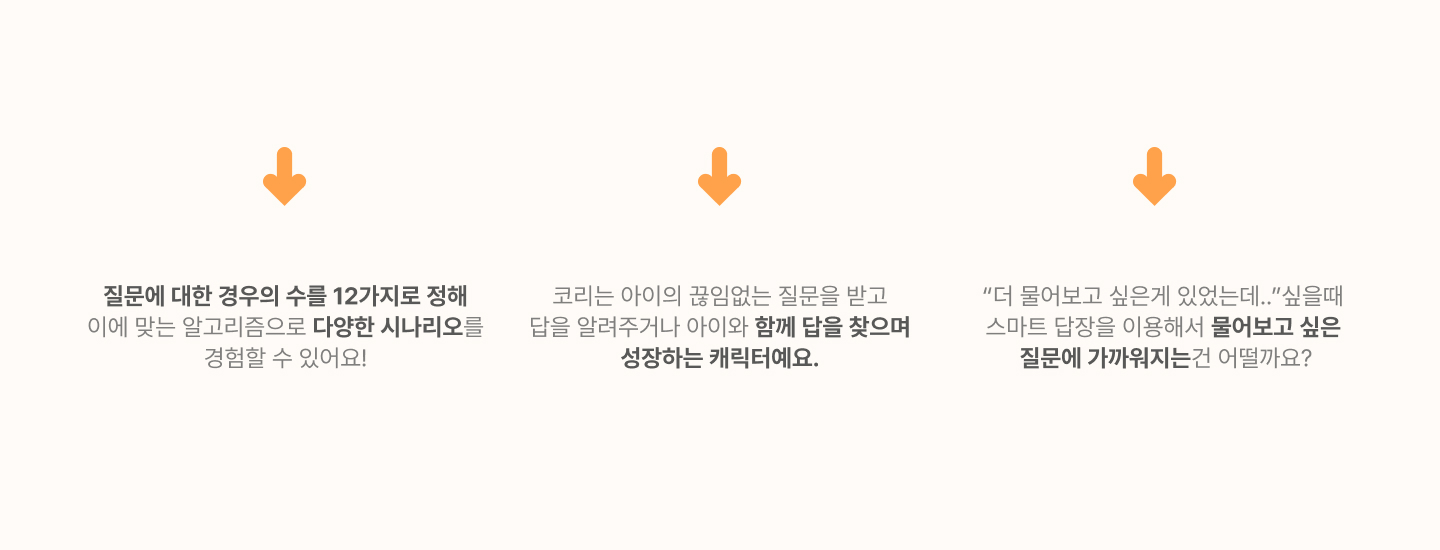 질문에 대한 경우의 수를 12가지로 정해
이에 맞는 알고리즘으로 다양한 시나리오를
경험할 수 있어요!
코리는 아이의 끊임없는 질문을 받고
답을 알려주거나 아이와 함께 답을 찾으며
성장하는 캐릭터예요.
“더 물어보고 싶은게 있었는데..”싶을때
스마트 답장을 이용해서 물어보고 싶은
질문에 가까워지는건 어떨까요?